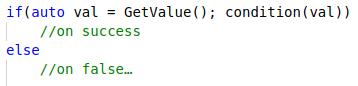 if(auto val = GetValue(); condition(val))
    //on success
else
    //on false…